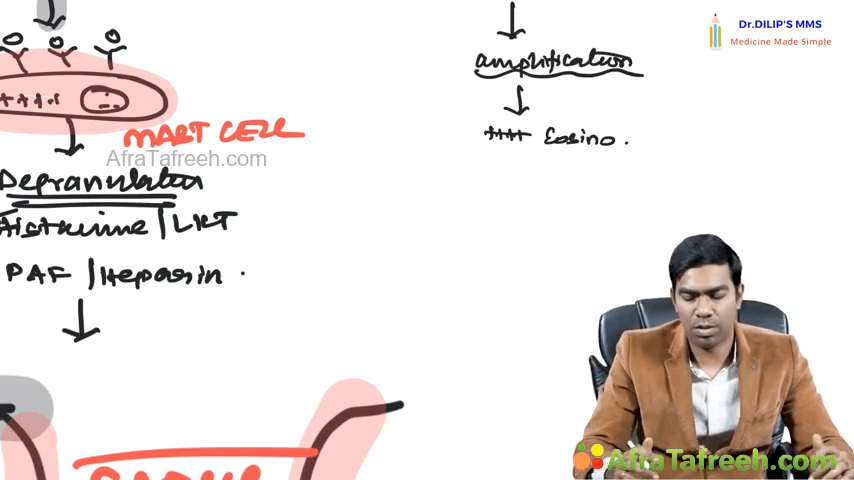 Dr.DILIP'S MMS
Medicine Made Simple
amplification
++++ Eosino.
MAST CELL
AfraTafreeh.com
Degranulation
Histamine / LKT
PAF / Heparin.
AfraTafreeh.com